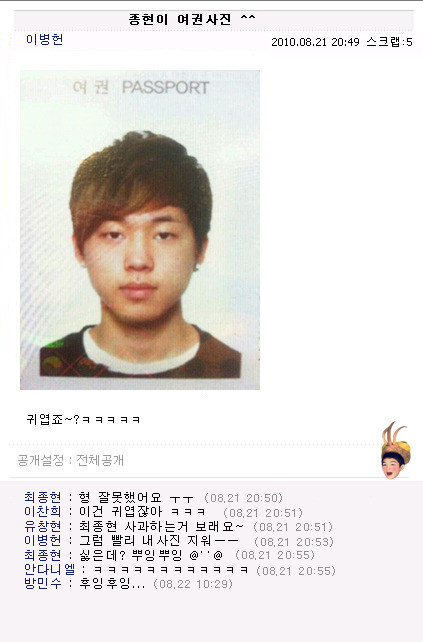 종현이 여권사진 ^^
이병헌
2010.08.21 20:49 스크랩:5
여권 PASSPORT
귀엽죠~?ㅋㅋㅋㅋㅋ
공개설정 : 전체공개
최종현 : 형 잘못했어요 ㅜㅜ (08.21 20:50)
이찬희 : 이건 귀엽잖아 ㅋㅋㅋ (08.21 20:51)
유창현 : 최종현 사과하는거 보래요~ (08.21 20:51)
이병헌 : 그럼 빨리 내사진 지워ㅡㅡ (08.21 20:53)
최종현 : 싫은데? 뿌잉뿌잉 @''@ (08.21 20:55)
안다니엘 : ㅋㅋㅋㅋㅋㅋㅋㅋㅋㅋㅋㅋ (08.21 20:55)
방민수 : 후잉후잉... (08.22 10:29)